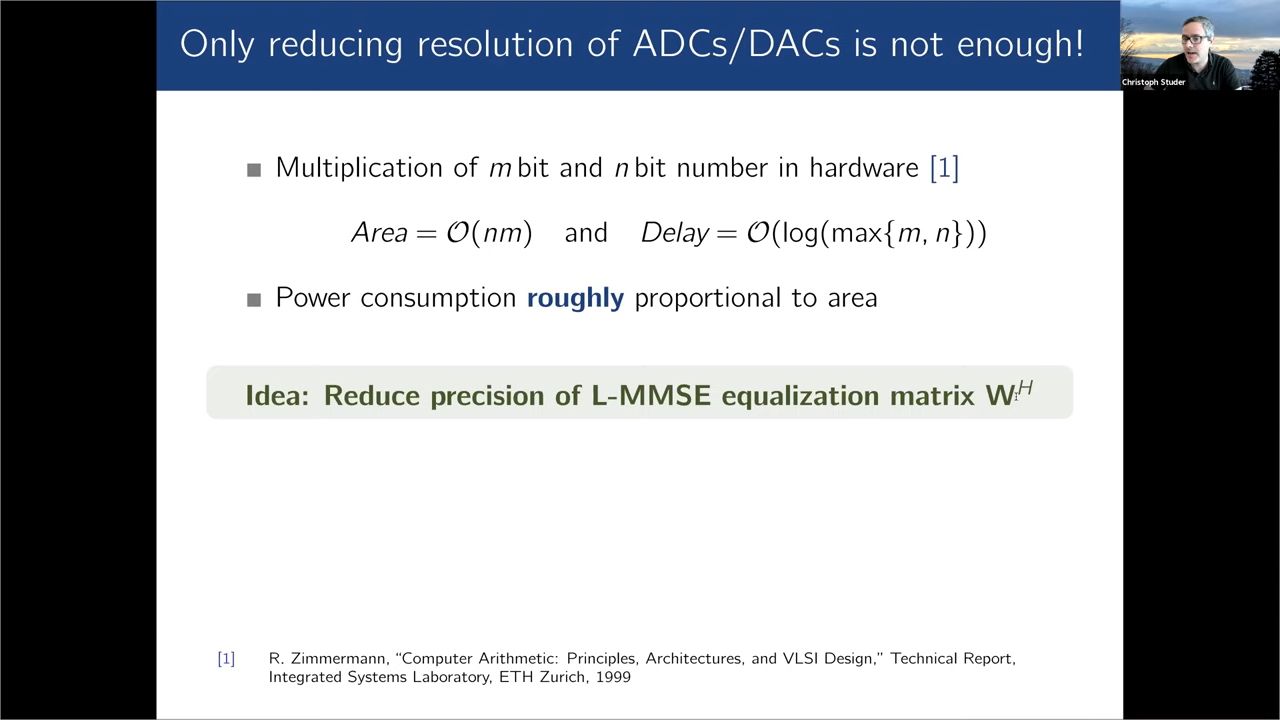 Only reducing resolution of ADCs/DACs is not enough!
Christoph Studer
■ Multiplication of m bit and n bit number in hardware [1]
Area = O(nm) and Delay = O(log(max{m, n}))
■ Power consumption roughly proportional to area
Idea: Reduce precision of L-MMSE equalization matrix W^H
[1] R. Zimmermann, “Computer Arithmetic: Principles, Architectures, and VLSI Design,” Technical Report,
Integrated Systems Laboratory, ETH Zurich, 1999